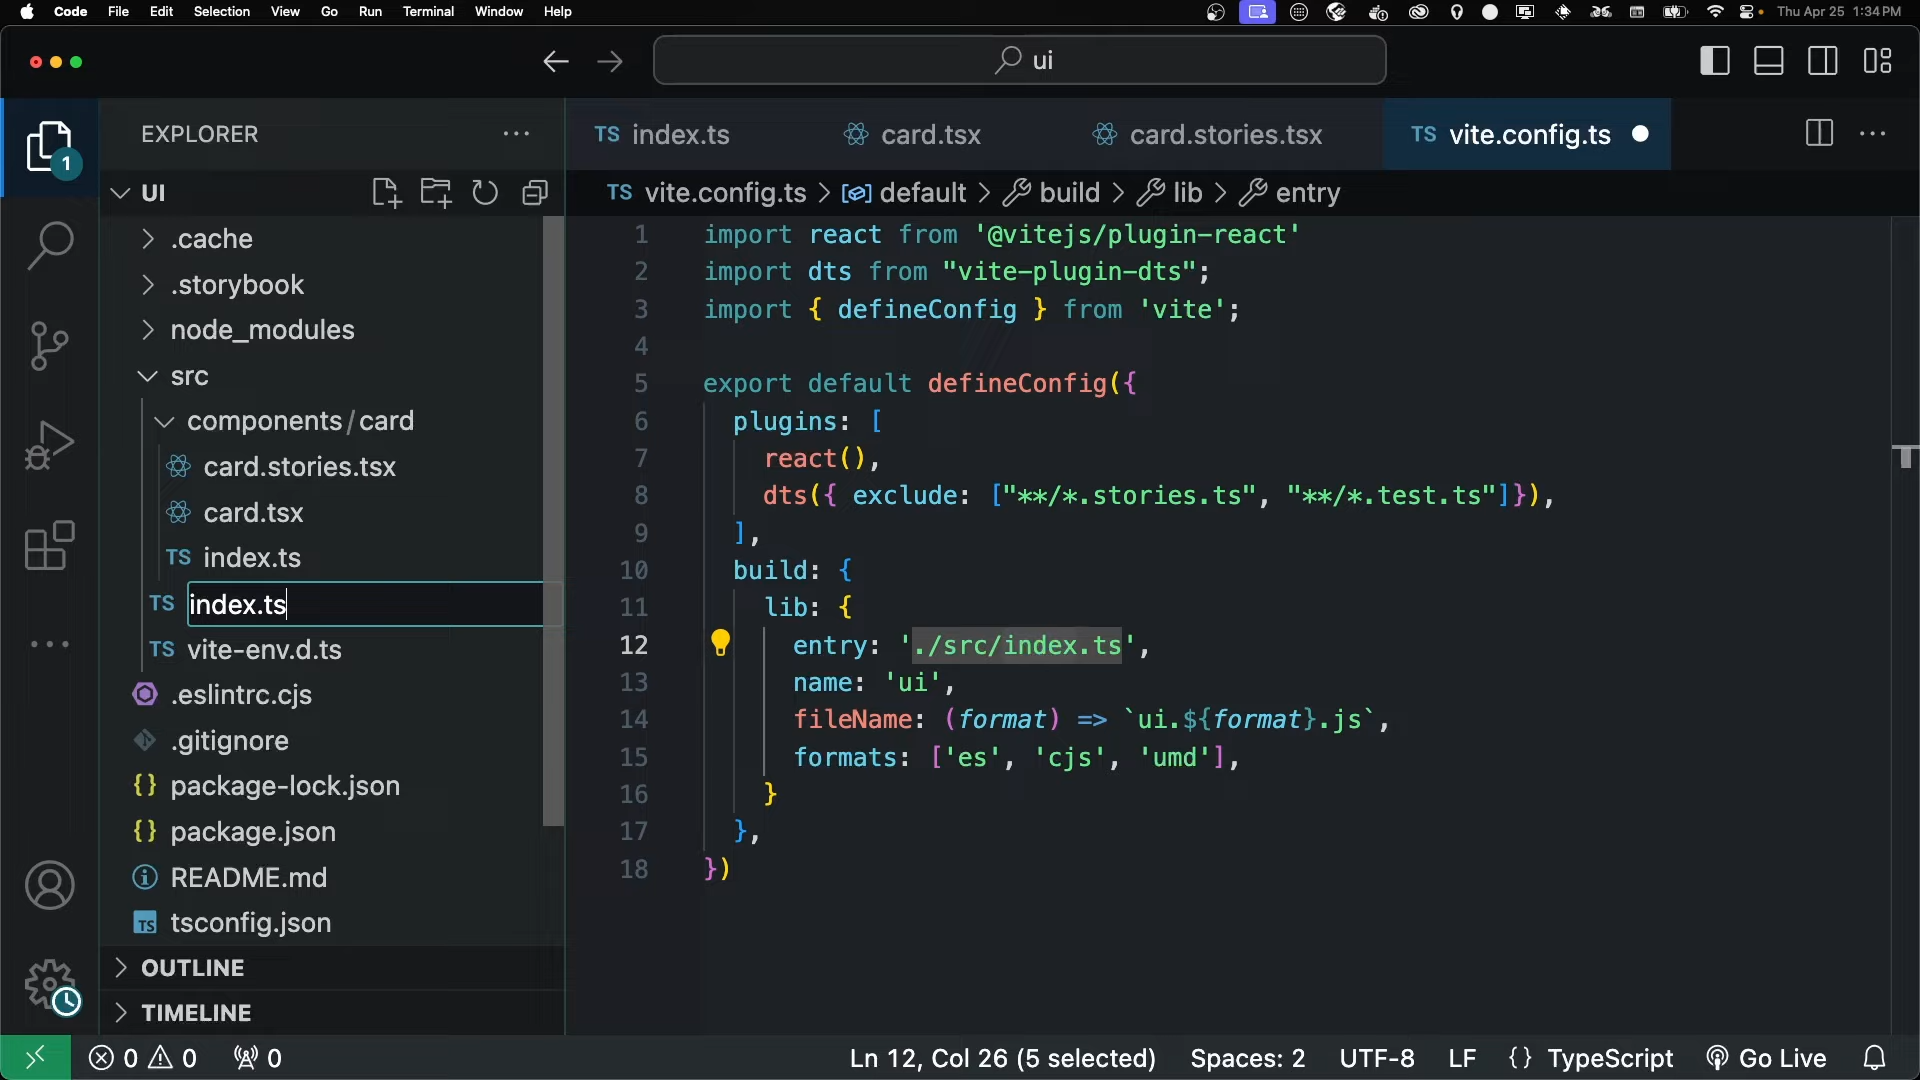 Code File Edit Selection View Go Run Terminal Window Help Thu Apr 25 1:34 PM
ui
EXPLORER
TS index.ts card.tsx card.stories.tsx TS vite.config.ts
1
UI
TS vite.config.ts > default > build > lib > entry
.cache
.storybook
node_modules
src
components/card
card.stories.tsx
card.tsx
TS index.ts
TS index.ts
TS vite-env.d.ts
.eslintrc.cjs
.gitignore
{} package-lock.json
{} package.json
README.md
TS tsconfig.json
OUTLINE
TIMELINE
1 import react from '@vitejs/plugin-react'
2 import dts from "vite-plugin-dts";
3 import { defineConfig } from 'vite';
4
5 export default defineConfig({
6 plugins: [
7 react(),
8 dts({ exclude: ["**/*.stories.ts", "**/*.test.ts"]}),
9 ],
10 build: {
11 lib: {
12 entry: './src/index.ts',
13 name: 'ui',
14 fileName: (format) => `ui.${format}.js`,
15 formats: ['es', 'cjs', 'umd'],
16 }
17 },
18 })
0 0 0 Ln 12, Col 26 (5 selected) Spaces: 2 UTF-8 LF {} TypeScript Go Live